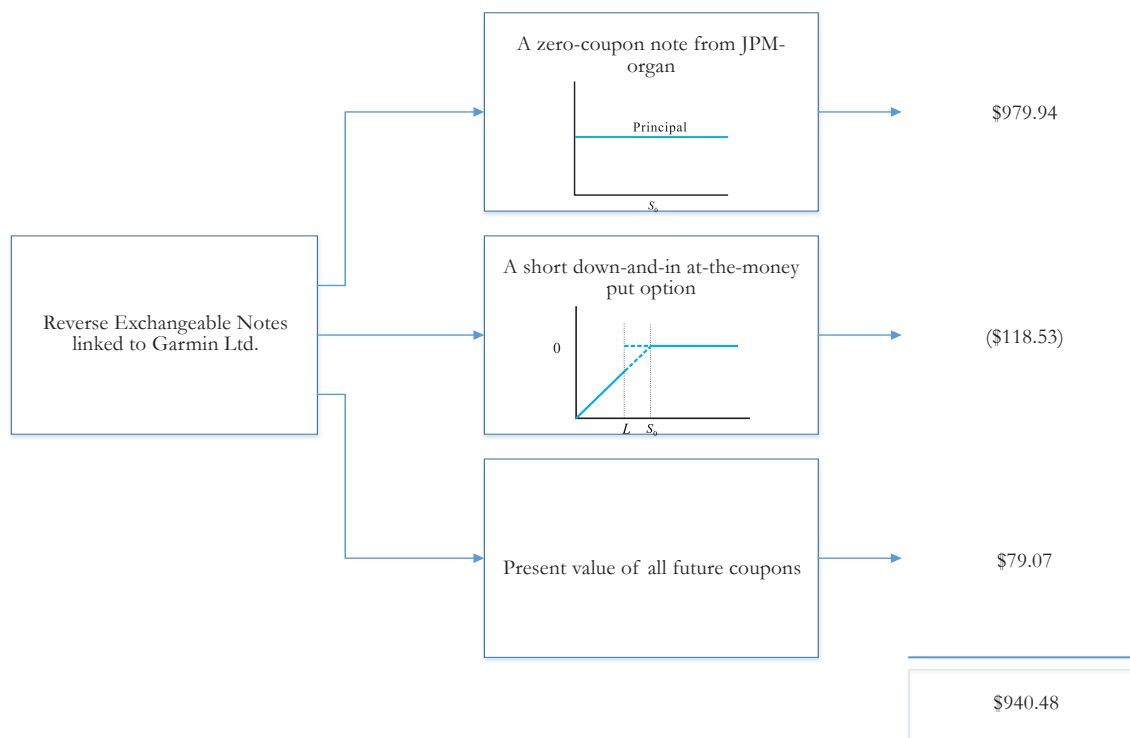 A zero-coupon note from JPM-
organ
Principal
S₀
$979.94
Reverse Exchangeable Notes
linked to Garmin Ltd.
A short down-and-in at-the-money
put option
0
L S₀
($118.53)
Present value of all future coupons
$79.07
$940.48